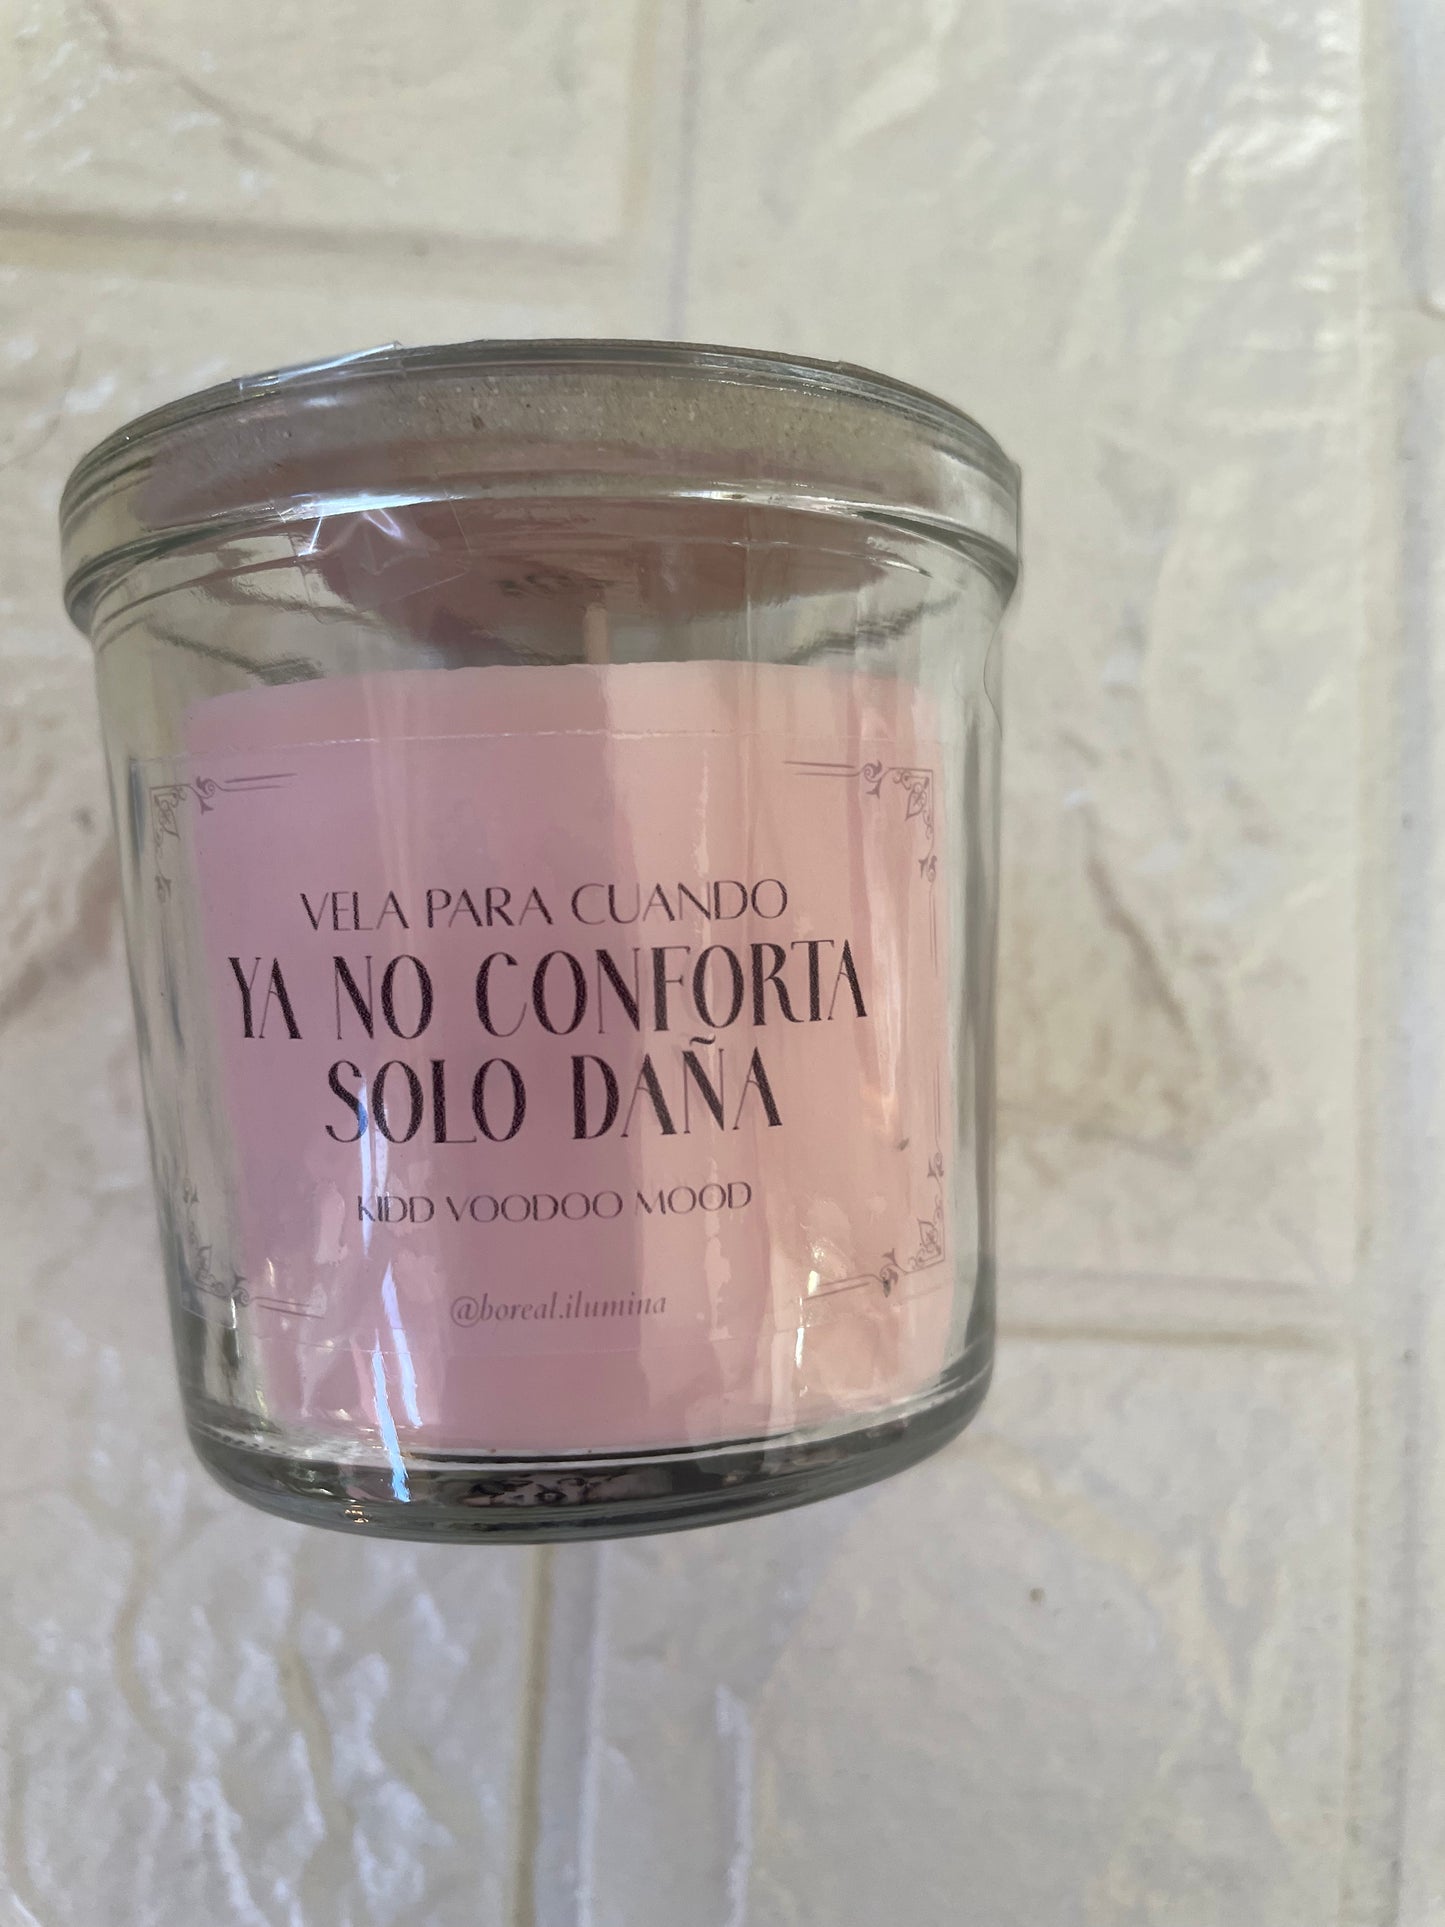 VELA PARA CUANDO
YA NO CONFORTA
SOLO DAÑA
KIDD VOODOO MOOD
@boreal.ilumina